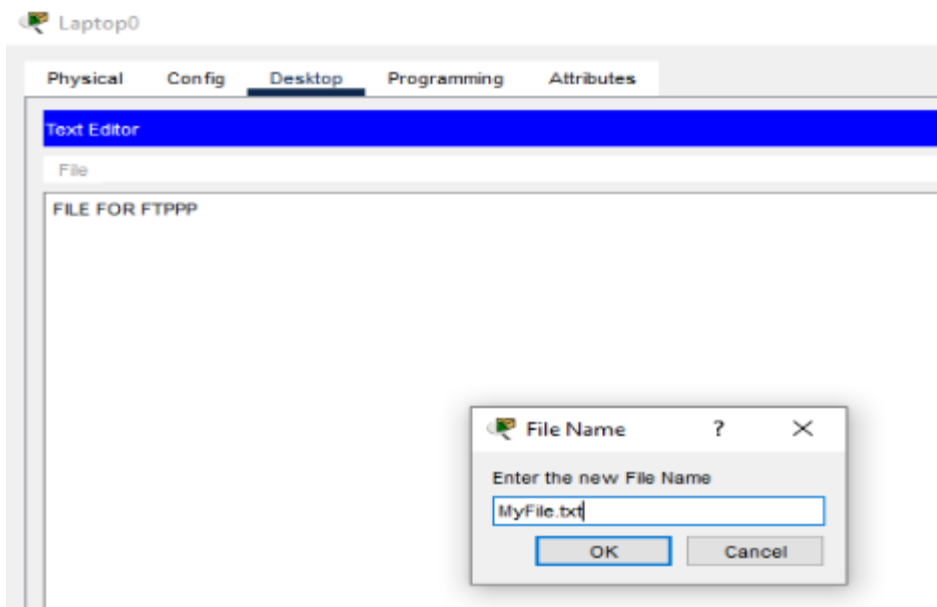 Laptop0
Physical Config Desktop Programming Attributes
Text Editor
File
FILE FOR FTPPP
File Name ?
Enter the new File Name
MyFile.txt
OK Cancel